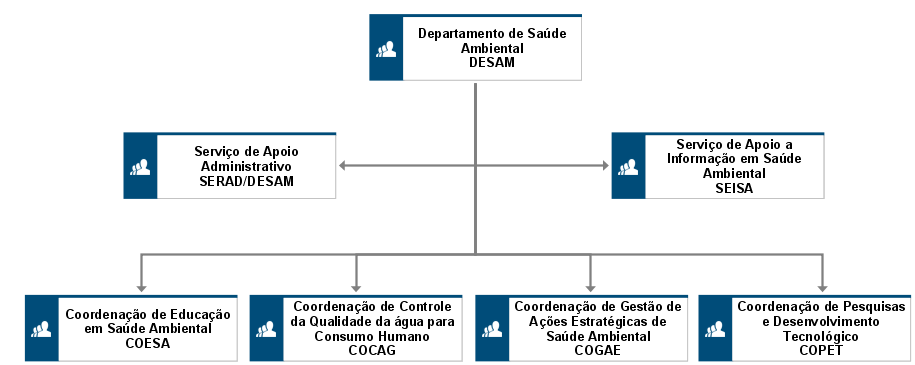 Departamento de Saúde
Ambiental
DESAM
Serviço de Apoio
Administrativo
SERAD/DESAM
Serviço de Apoio a
Informação em Saúde
Ambiental
SEISA
Coordenação de Educação
em Saúde Ambiental
COESA
Coordenação de Controle
da Qualidade da água para
Consumo Humano
COCAG
Coordenação de Gestão de
Ações Estratégicas de
Saúde Ambiental
COGAE
Coordenação de Pesquisas
e Desenvolvimento
Tecnológico
COPET